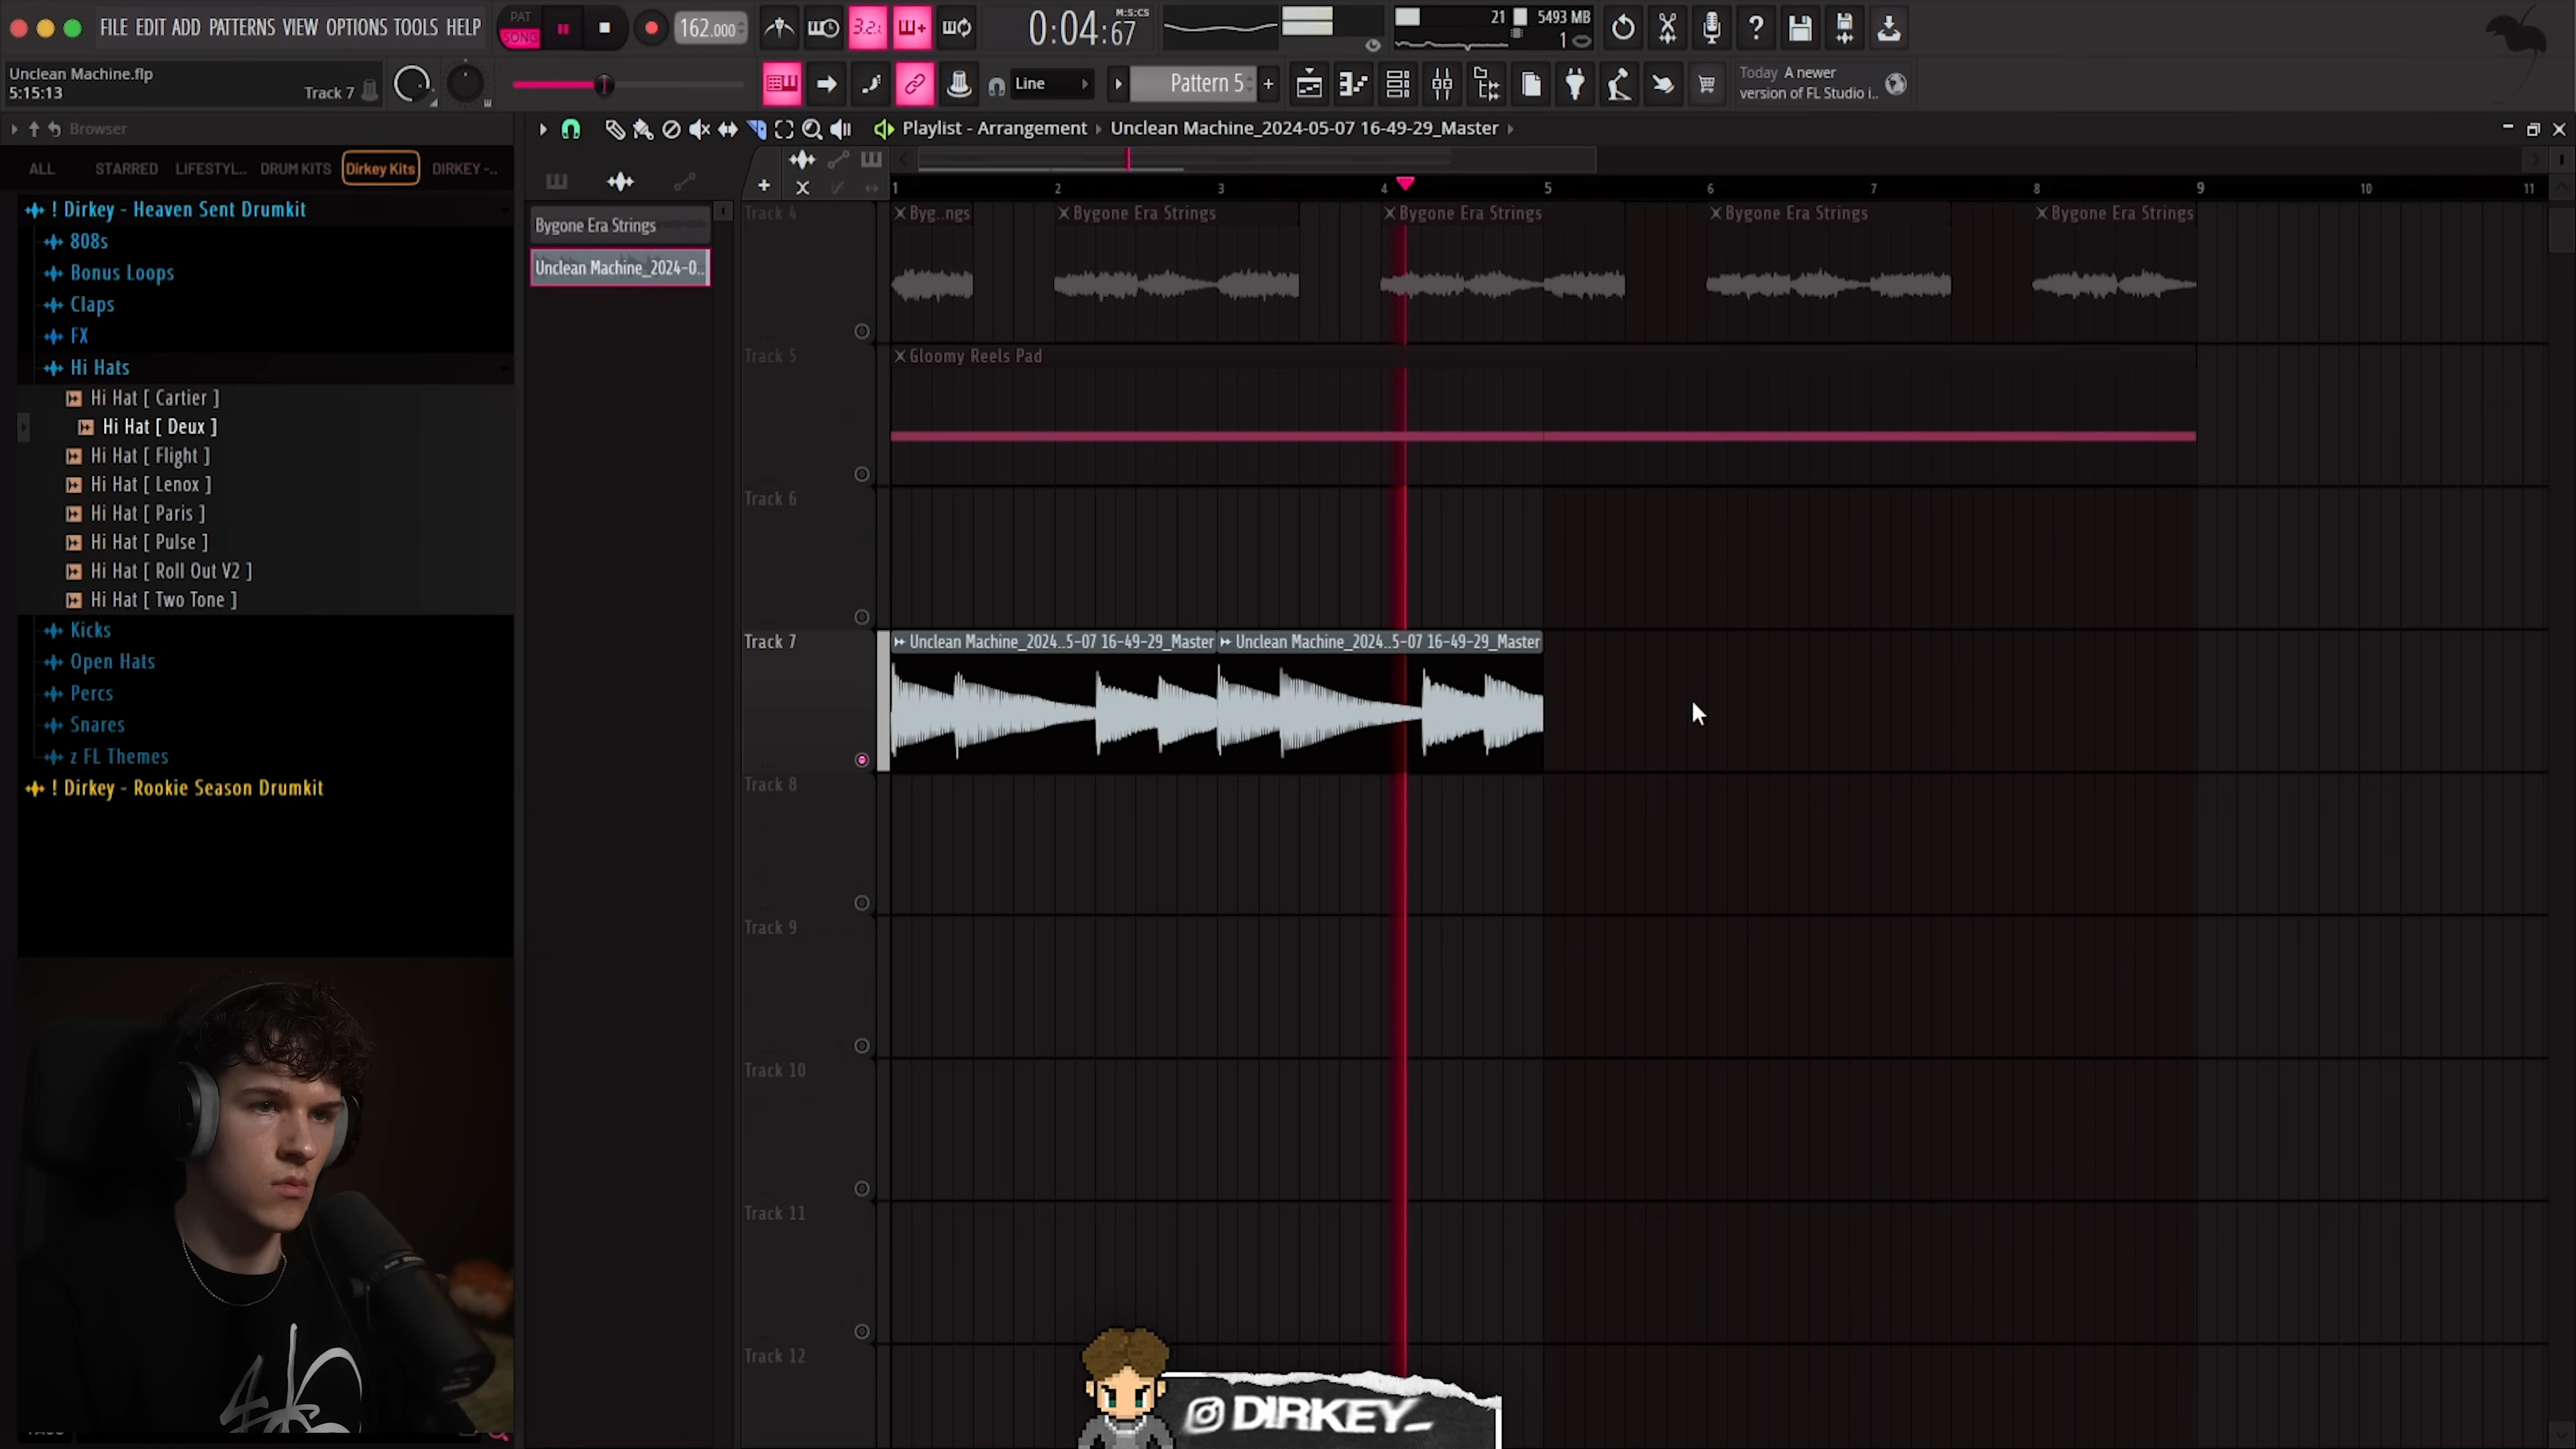 FILE EDIT PATTERNS VIEW OPTIONS TOOLS HELP
PAT
SONG
162.000
3.2.
0:04:67
M:S:CS
21
5493 MB
1
Unclean Machine.flp
5:15:13
Track 7
Line
Pattern 5
+
Today A newer
version of FL Studio i..
Browser
Playlist - Arrangement
Unclean Machine_2024-05-07 16-49-29_Master
ALL
STARRED
LIFESTYL...
DRUM KITS
Dirkey Kits
DIRKEY -..
! Dirkey - Heaven Sent Drumkit
808s
Bonus Loops
Claps
FX
Hi Hats
Hi Hat [ Cartier ]
Hi Hat [ Deux ]
Hi Hat [ Flight ]
Hi Hat [ Lenox ]
Hi Hat [ Paris ]
Hi Hat [ Pulse ]
Hi Hat [ Roll Out V2 ]
Hi Hat [ Two Tone ]
Kicks
Open Hats
Percs
Snares
z FL Themes
! Dirkey - Rookie Season Drumkit
Bygone Era Strings
Unclean Machine_2024-0..
1 2 3 4 5 6 7 8 9 10 11
Track 4
Byg..ngs
Bygone Era Strings
Bygone Era Strings
Bygone Era Strings
Bygone Era Strings
Track 5
Gloomy Reels Pad
Track 6
Track 7
Unclean Machine_2024..5-07 16-49-29_Master
Unclean Machine_2024..5-07 16-49-29_Master
Track 8
Track 9
Track 10
Track 11
Track 12
DIRKEY_